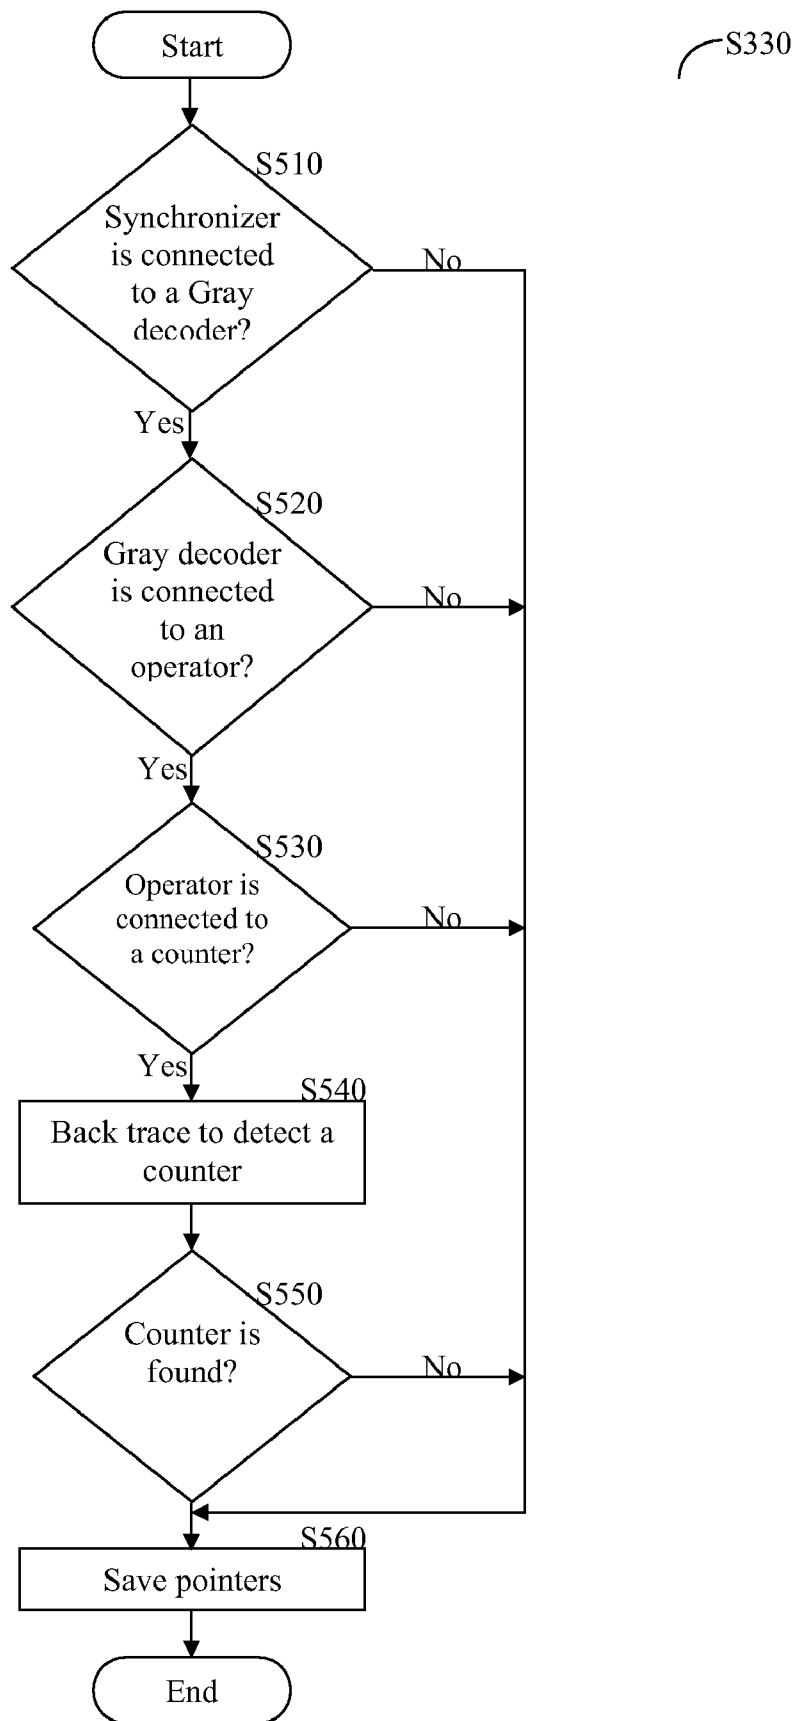 Start
S330
S510
Synchronizer
is connected
to a Gray
decoder?
No
Yes
S520
Gray decoder
is connected
to an
operator?
No
Yes
S530
Operator is
connected to
a counter?
No
Yes
S540
Back trace to detect a
counter
S550
Counter is
found?
No
S560
Save pointers
End